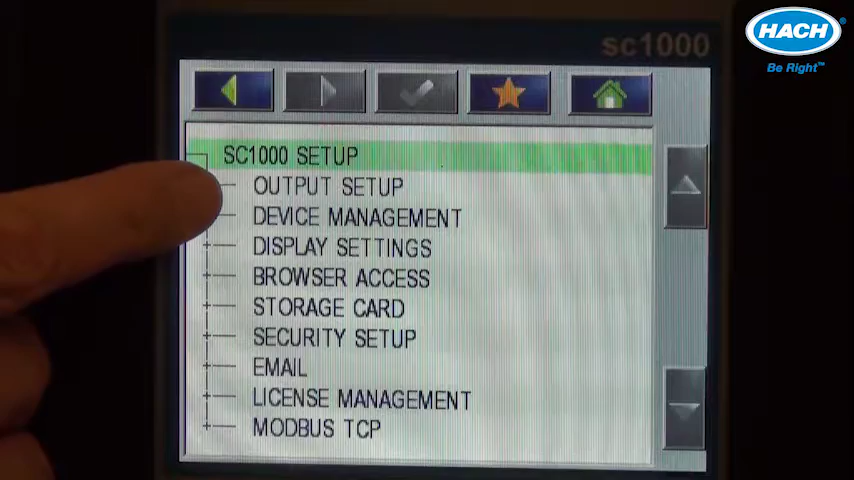 HACH
Be Right™
sc1000
SC1000 SETUP
OUTPUT SETUP
DEVICE MANAGEMENT
DISPLAY SETTINGS
BROWSER ACCESS
STORAGE CARD
SECURITY SETUP
EMAIL
LICENSE MANAGEMENT
MODBUS TCP